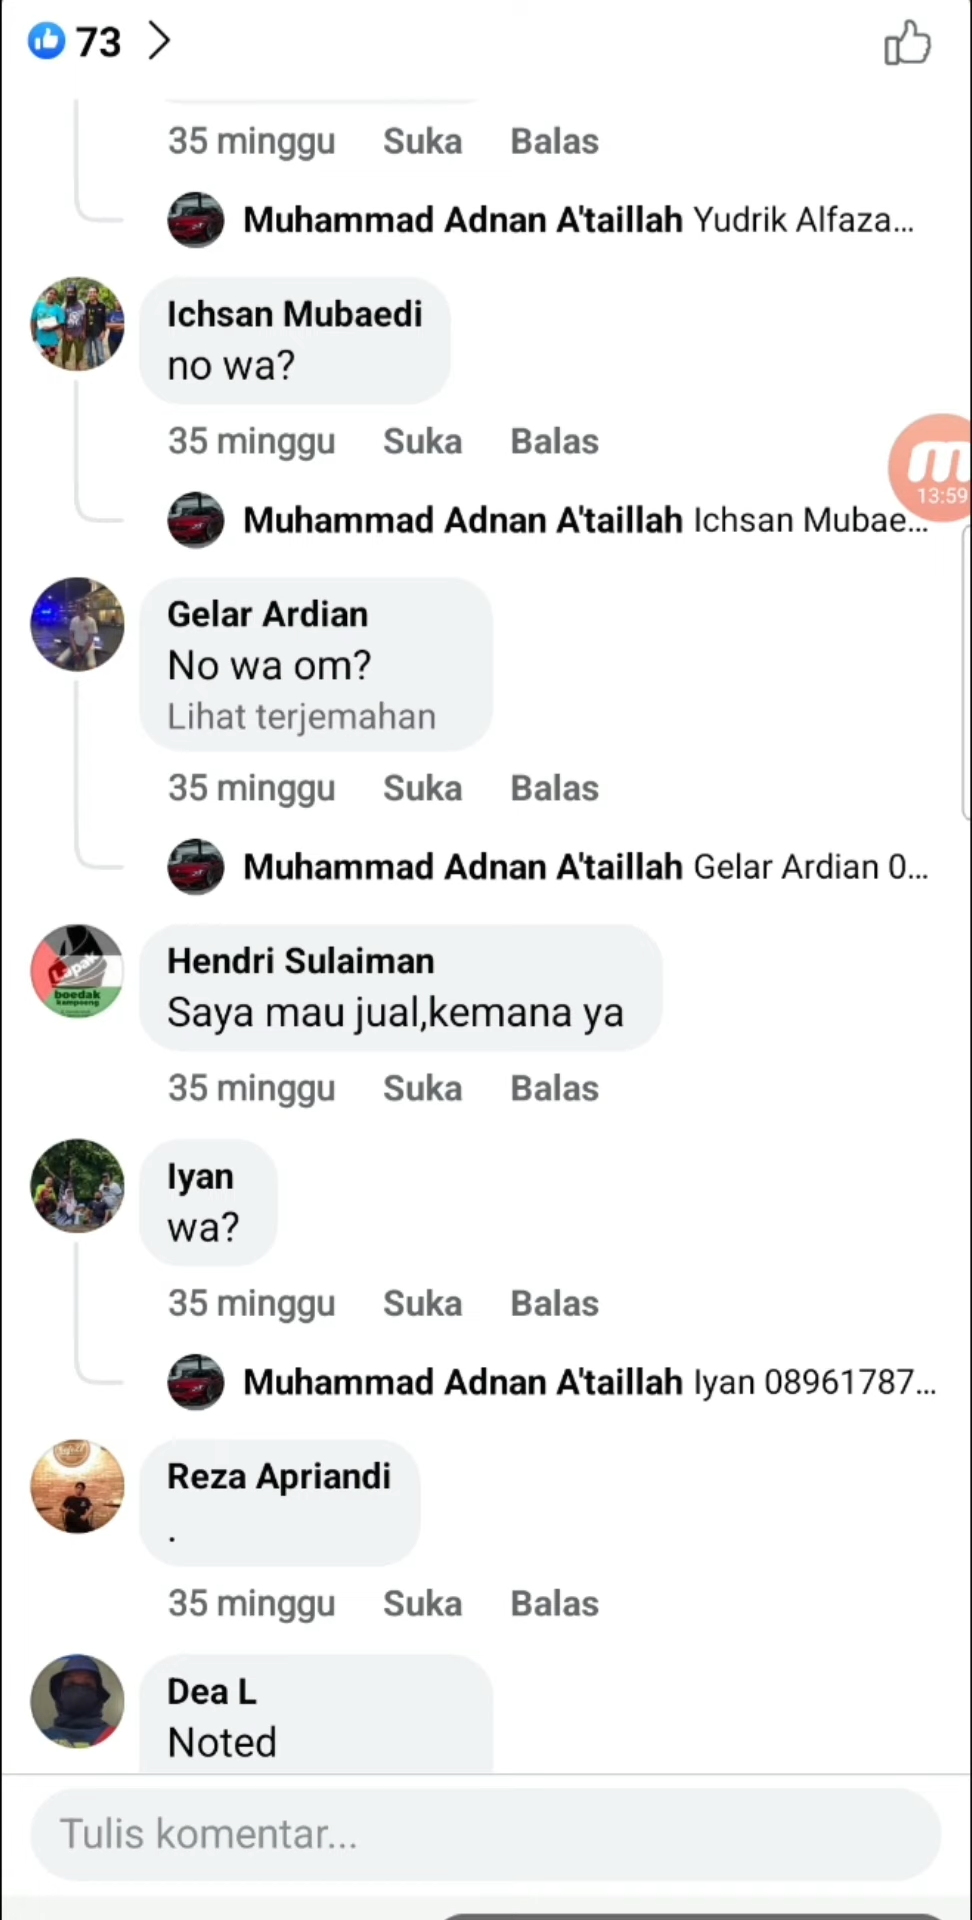 73
35 minggu Suka Balas
Muhammad Adnan A'taillah Yudrik Alfaza...
Ichsan Mubaedi
no wa?
35 minggu Suka Balas
13:59
Muhammad Adnan A'taillah Ichsan Mubae...
Gelar Ardian
No wa om?
Lihat terjemahan
35 minggu Suka Balas
Muhammad Adnan A'taillah Gelar Ardian 0...
Lapak
boedak
kampoeng
Hendri Sulaiman
Saya mau jual,kemana ya
35 minggu Suka Balas
Iyan
wa?
35 minggu Suka Balas
Muhammad Adnan A'taillah Iyan 08961787...
Reza Apriandi
.
35 minggu Suka Balas
Dea L
Noted
Tulis komentar...